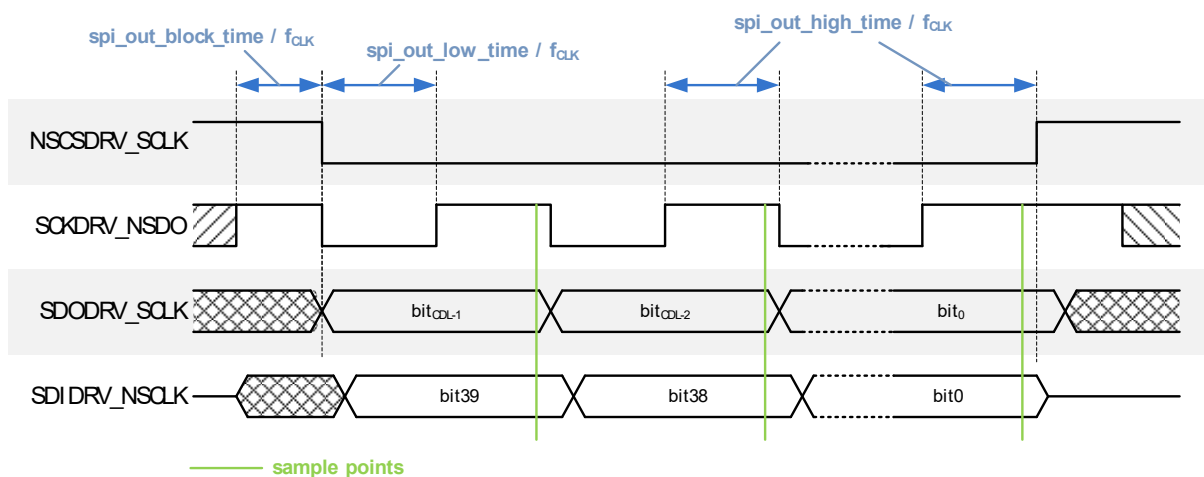 spi_out_block_time / fCLK
spi_out_low_time / fCLK
spi_out_high_time / fCLK
NSCSDRV_SCLK
SCKDRV_NSDO
SDODRV_SCLK
bitCDL-1
bitCDL-2
bit0
SDIDRV_NSCLK
bit39
bit38
bit0
sample points